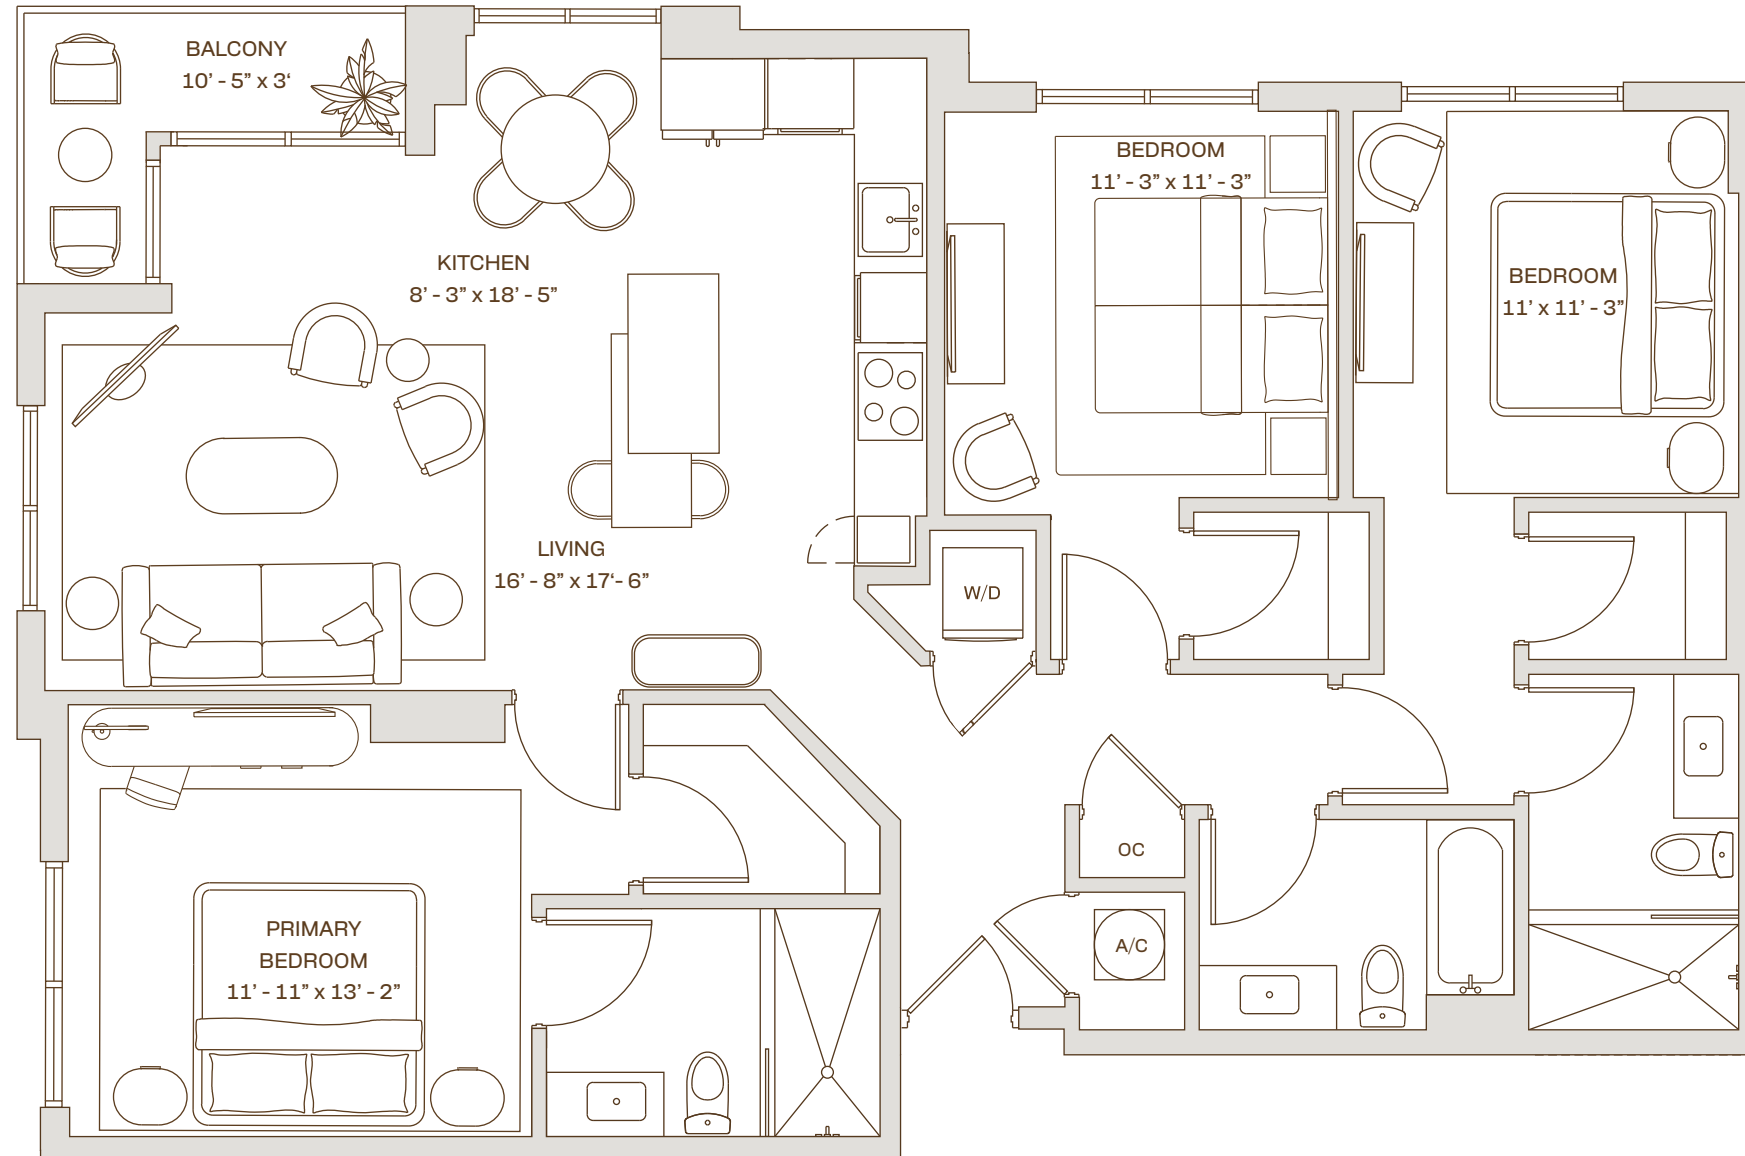 BALCONY
10’ - 5” x 3‘
KITCHEN
8’ - 3” x 18’ - 5”
LIVING
16’ - 8” x 17‘- 6”
BEDROOM
11’ - 3” x 11’ - 3”
BEDROOM
11’ x 11’ - 3”
W/D
OC
A/C
PRIMARY
BEDROOM
11’ - 11” x 13’ - 2”